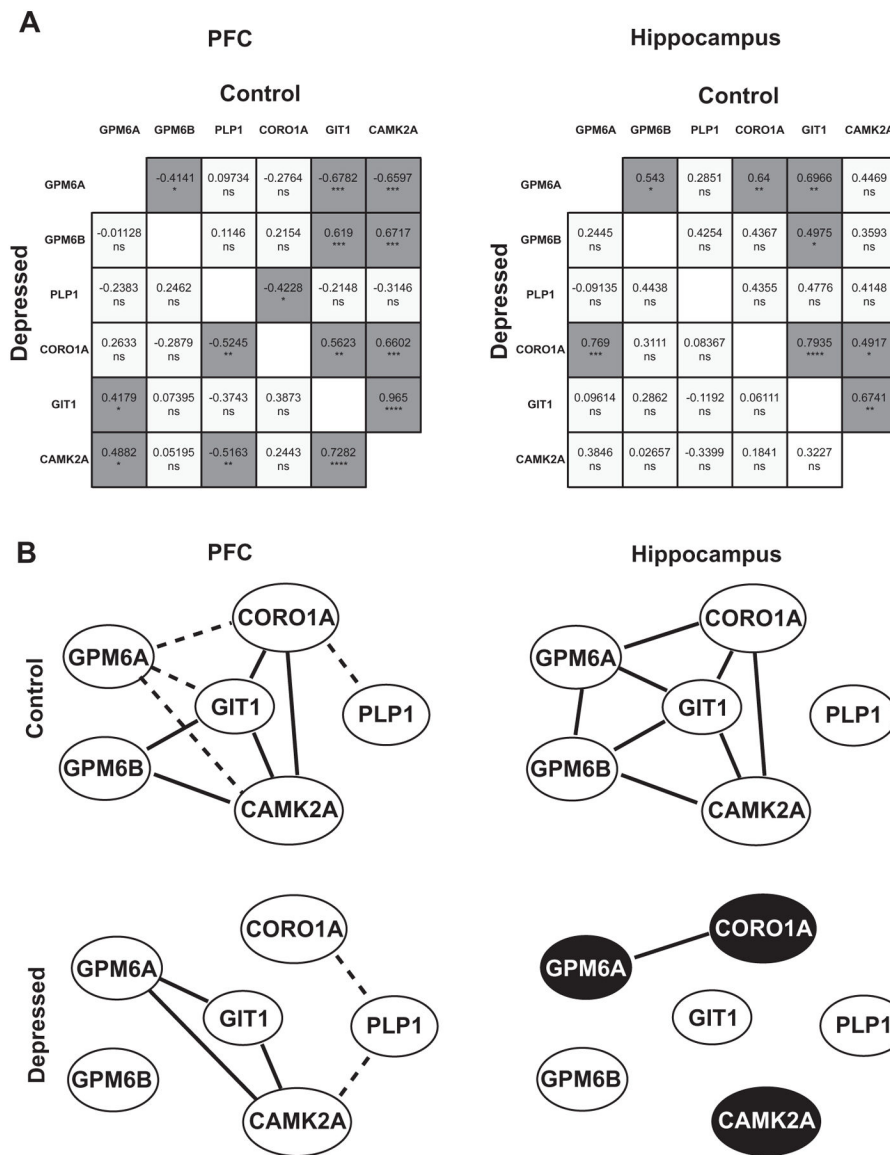 A
PFC
Hippocampus
Control
Control
GPM6A GPM6B PLP1 CORO1A GIT1 CAMK2A
GPM6A GPM6B PLP1 CORO1A GIT1 CAMK2A
Depressed
GPM6A -0.4141 0.09734 -0.2764 -0.6782 -0.6597
* ns ns *** ***
GPM6B -0.01128 0.1146 0.2154 0.619 0.6717
ns ns ns *** ***
PLP1 -0.2383 0.2462 -0.4228 -0.2148 -0.3146
ns ns * ns ns
CORO1A 0.2633 -0.2879 -0.5245 0.5623 0.6602
ns ns ** ** ***
GIT1 0.4179 0.07395 -0.3743 0.3873 0.965
* ns ns ns ****
CAMK2A 0.4882 0.05195 -0.5163 0.2443 0.7282
* ns ** ns ****
Depressed
GPM6A 0.543 0.2851 0.64 0.6966 0.4469
* ns ** ** ns
GPM6B 0.2445 0.4254 0.4367 0.4975 0.3593
ns ns ns * ns
PLP1 -0.09135 0.4438 0.4355 0.4776 0.4148
ns ns ns ns ns
CORO1A 0.769 0.3111 0.08367 0.7935 0.4917
*** ns ns **** *
GIT1 0.09614 0.2862 -0.1192 0.06111 0.6741
ns ns ns ns **
CAMK2A 0.3846 0.02657 -0.3399 0.1841 0.3227
ns ns ns ns ns
B
PFC
Hippocampus
Control
CORO1A
GPM6A
GIT1
PLP1
GPM6B
CAMK2A
CORO1A
GPM6A
GIT1
PLP1
GPM6B
CAMK2A
Depressed
CORO1A
GPM6A
GIT1
PLP1
GPM6B
CAMK2A
CORO1A
GPM6A
GIT1
PLP1
GPM6B
CAMK2A